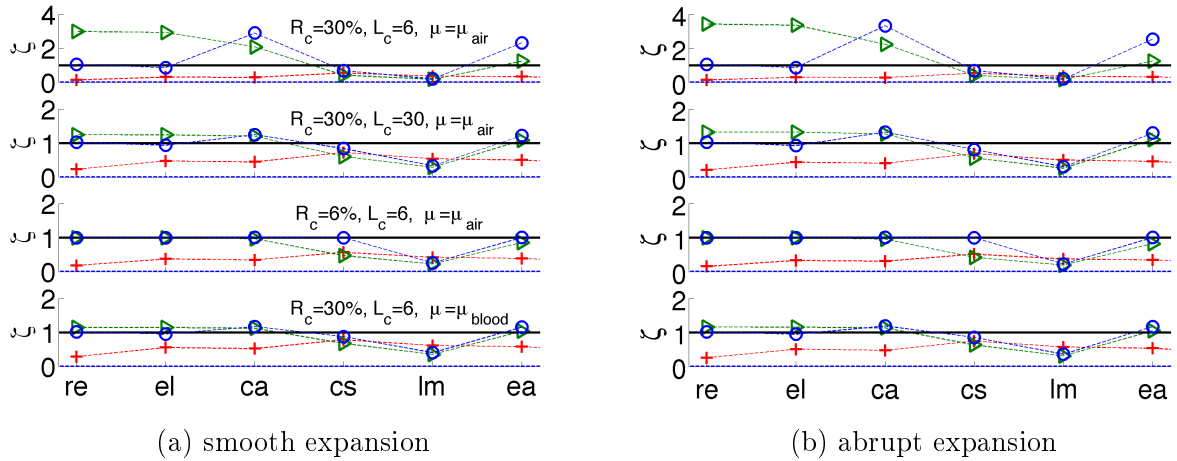 4
2
0
ζ
R_c=30%, L_c=6, μ=μ_air
2
1
0
ζ
R_c=30%, L_c=30, μ=μ_air
2
1
0
ζ
R_c=6%, L_c=6, μ=μ_air
2
1
0
ζ
R_c=30%, L_c=6, μ=μ_blood
re el ca cs lm ea
(a) smooth expansion
4
2
0
ζ
2
1
0
ζ
2
1
0
ζ
2
1
0
ζ
re el ca cs lm ea
(b) abrupt expansion